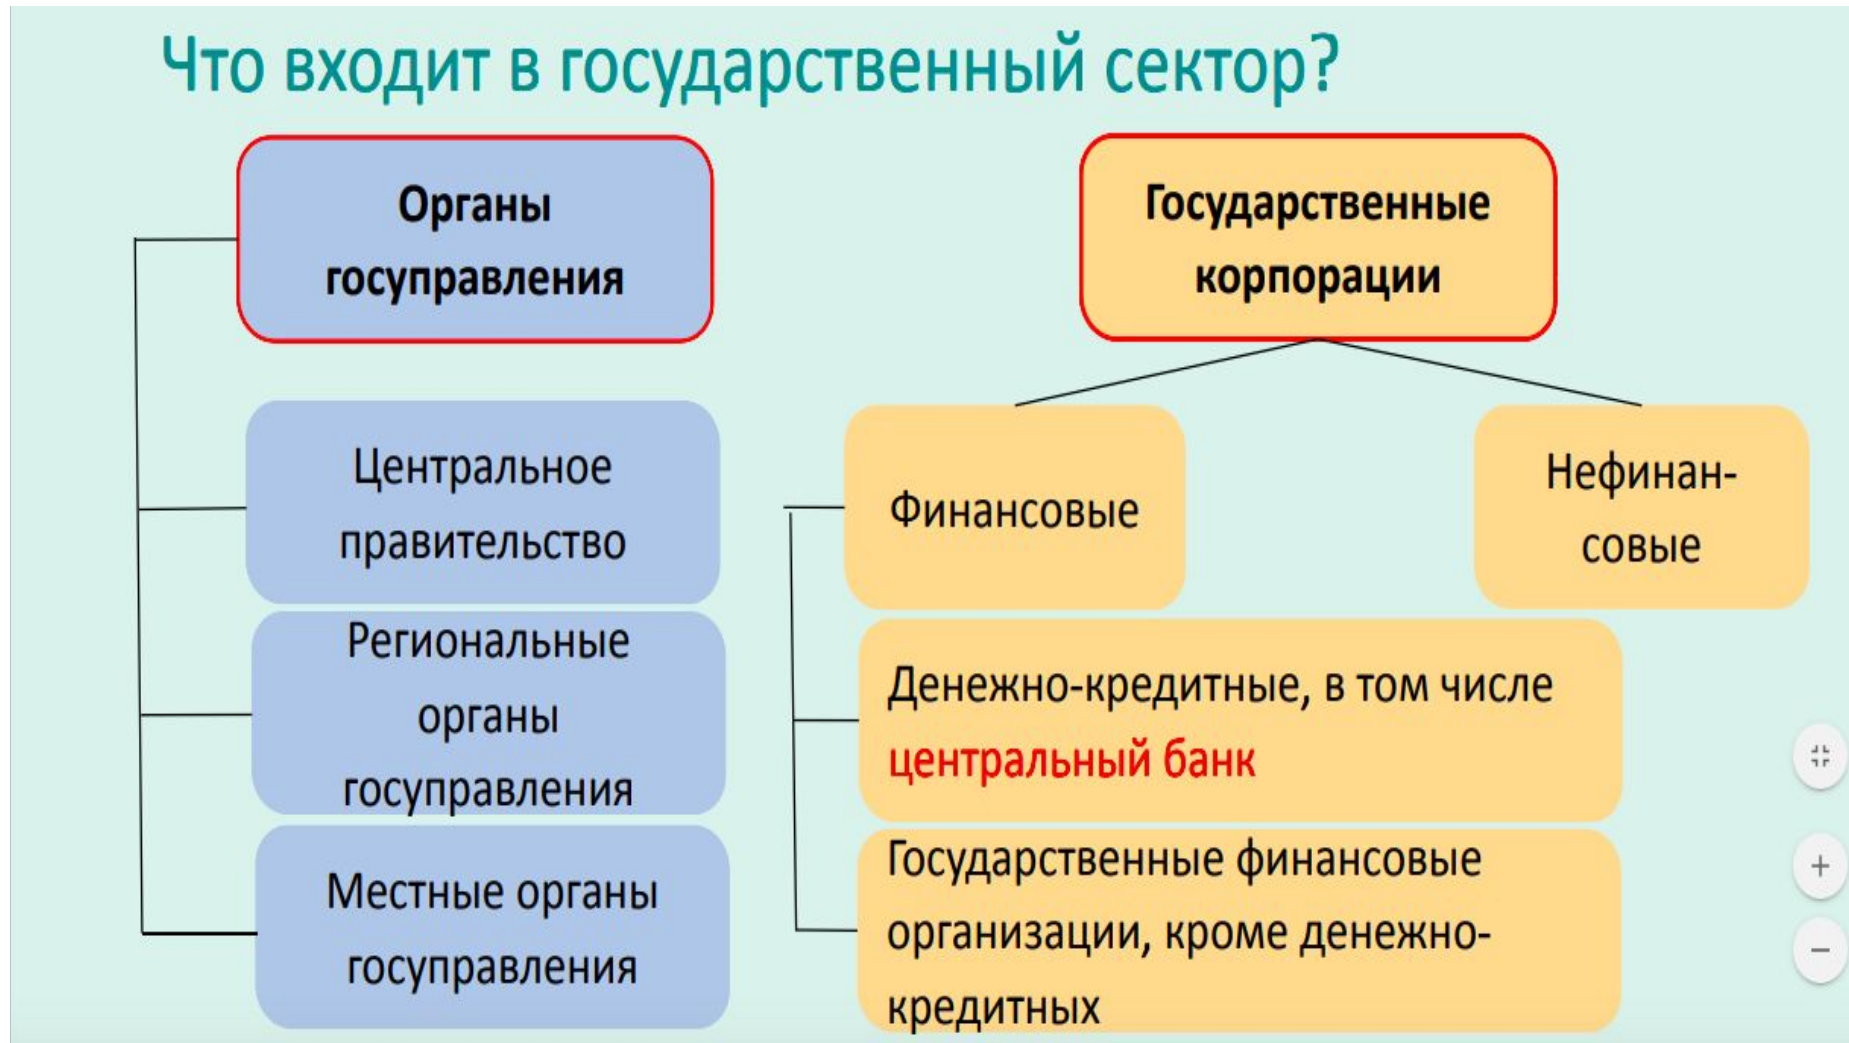 Что входит в государственный сектор?
Органы
госуправления
Центральное
правительство
Региональные
органы
госуправления
Местные органы
госуправления
Государственные
корпорации
Финансовые
Нефинан-
совые
Денежно-кредитные, в том числе
центральный банк
Государственные финансовые
организации, кроме денежно-
кредитных